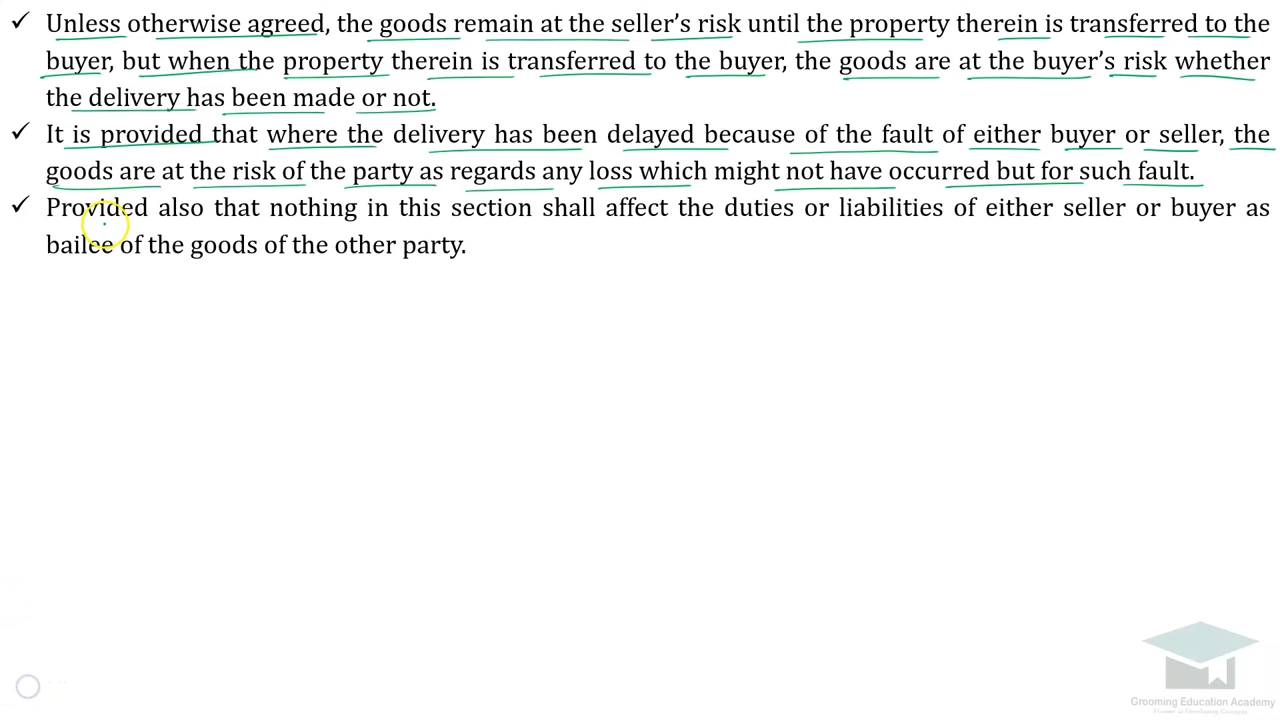 ✓ Unless otherwise agreed, the goods remain at the seller’s risk until the property therein is transferred to the
buyer, but when the property therein is transferred to the buyer, the goods are at the buyer’s risk whether
the delivery has been made or not.
✓ It is provided that where the delivery has been delayed because of the fault of either buyer or seller, the
goods are at the risk of the party as regards any loss which might not have occurred but for such fault.
✓ Provided also that nothing in this section shall affect the duties or liabilities of either seller or buyer as
bailee of the goods of the other party.
Grooming Education Academy